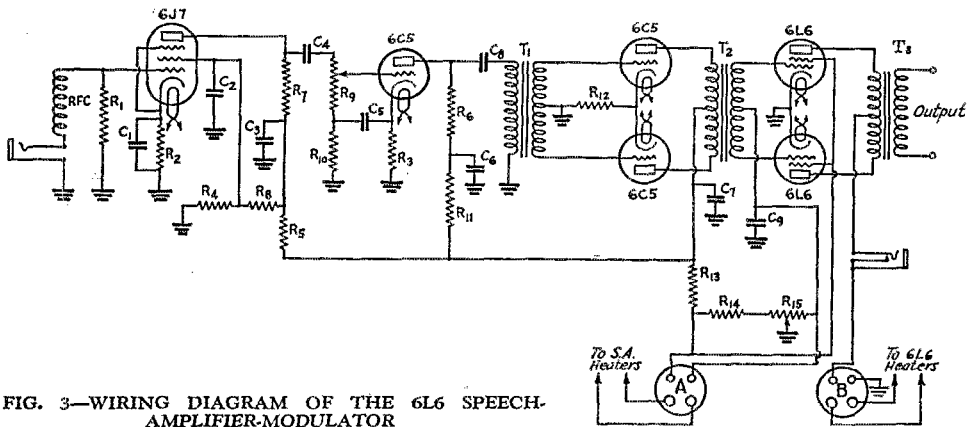 6J7
6C5
6C5
6L6
C4
C8
T1
T2
T3
RFC
R1
C2
R7
R9
C5
R12
Output
C1
R2
C3
R10
R3
R6
C6
6C5
6L6
R4
R8
R11
C7
C9
R5
R13
R14
R15
To S.A.
Heaters
A
B
To 6L6
Heaters
FIG. 3—WIRING DIAGRAM OF THE 6L6 SPEECH-
AMPLIFIER-MODULATOR